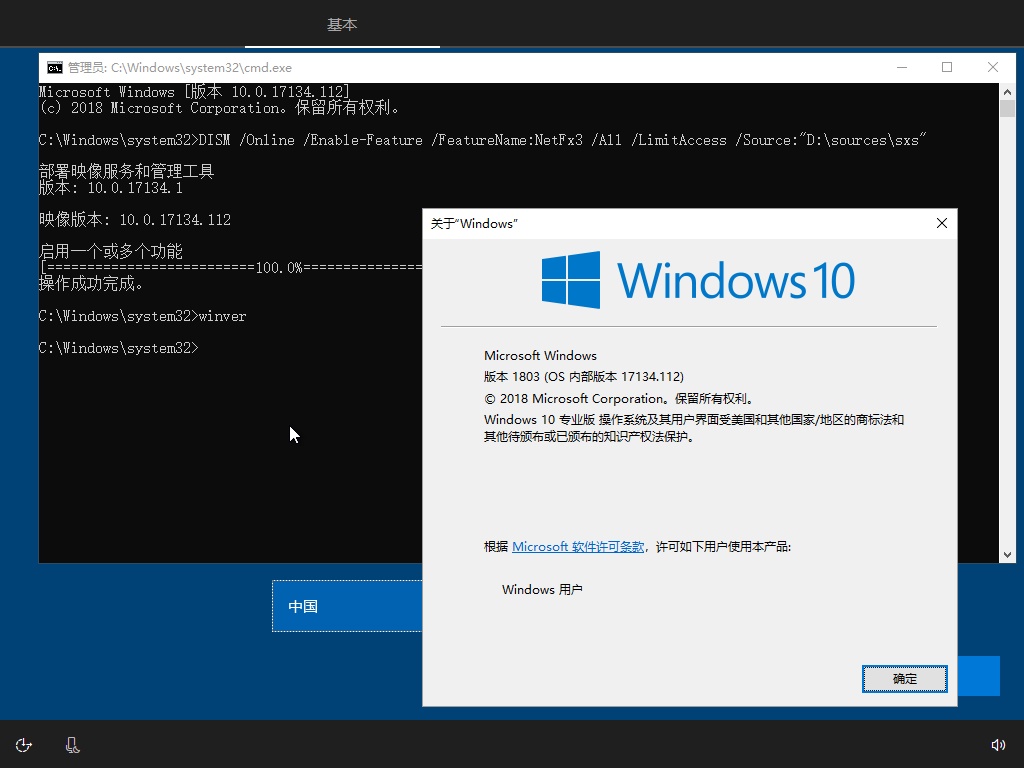 基本
管理员: C:\Windows\system32\cmd.exe
Microsoft Windows [版本 10.0.17134.112]
(c) 2018 Microsoft Corporation。保留所有权利。
C:\Windows\system32>DISM /Online /Enable-Feature /FeatureName:NetFx3 /All /LimitAccess /Source:"D:\sources\sxs"
部署映像服务和管理工具
版本: 10.0.17134.1
映像版本: 10.0.17134.112
启用一个或多个功能
[==========================100.0%===============
操作成功完成。
C:\Windows\system32>winver
C:\Windows\system32>
关于“Windows”
Windows 10
Microsoft Windows
版本 1803 (OS 内部版本 17134.112)
© 2018 Microsoft Corporation。保留所有权利。
Windows 10 专业版 操作系统及其用户界面受美国和其他国家/地区的商标法和
其他待颁布或已颁布的知识产权法保护。
根据 Microsoft 软件许可条款，许可如下用户使用本产品:
Windows 用户
确定
中国